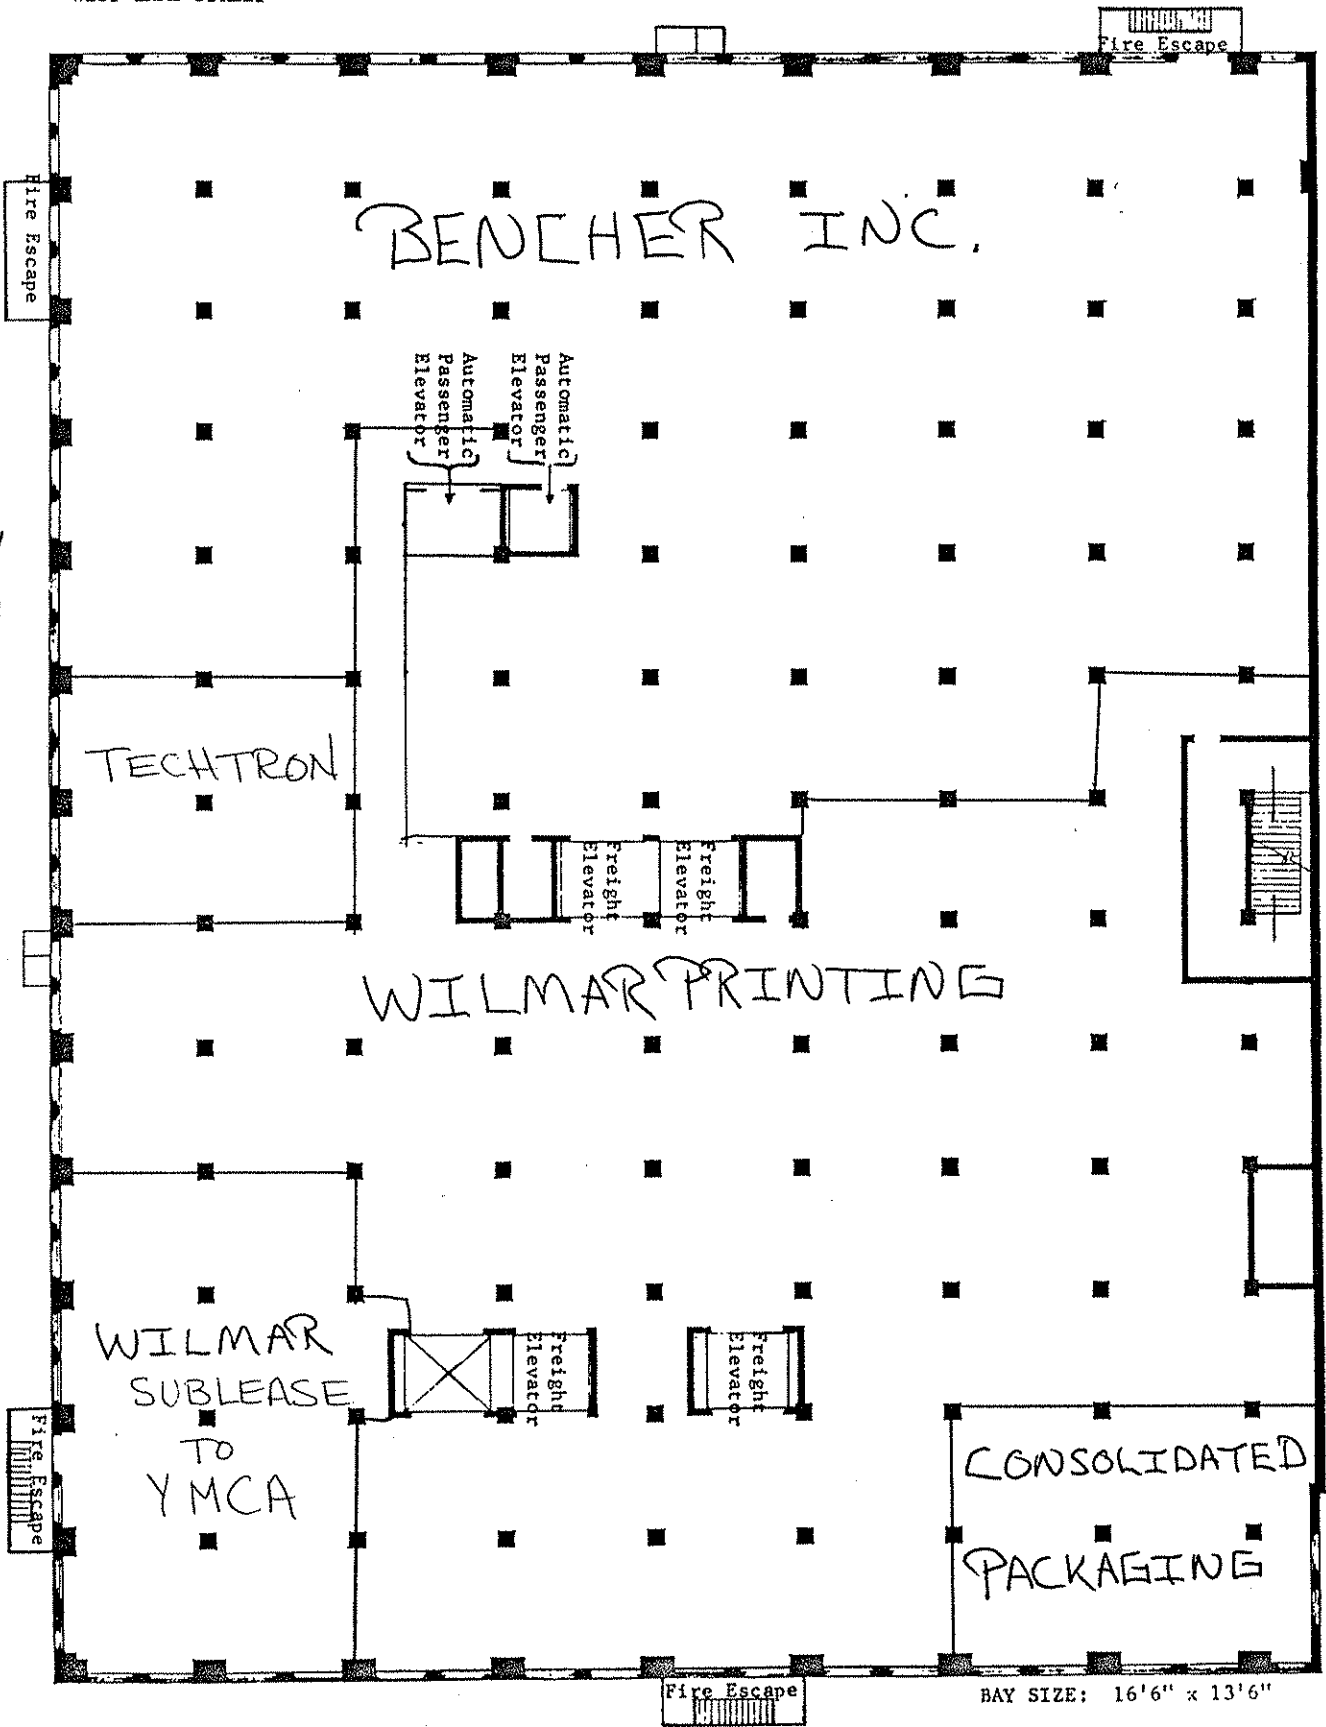 Fire Escape
Fire Escape
BENCHER INC.
Automatic
Passenger
Elevator
Automatic
Passenger
Elevator
TECHTRON
Freight
Elevator
Freight
Elevator
WILMAR PRINTING
WILMAR
SUBLEASE
TO
YMCA
Freight
Elevator
Freight
Elevator
CONSOLIDATED
PACKAGING
Fire Escape
Fire Escape
BAY SIZE: 16'6" x 13'6"